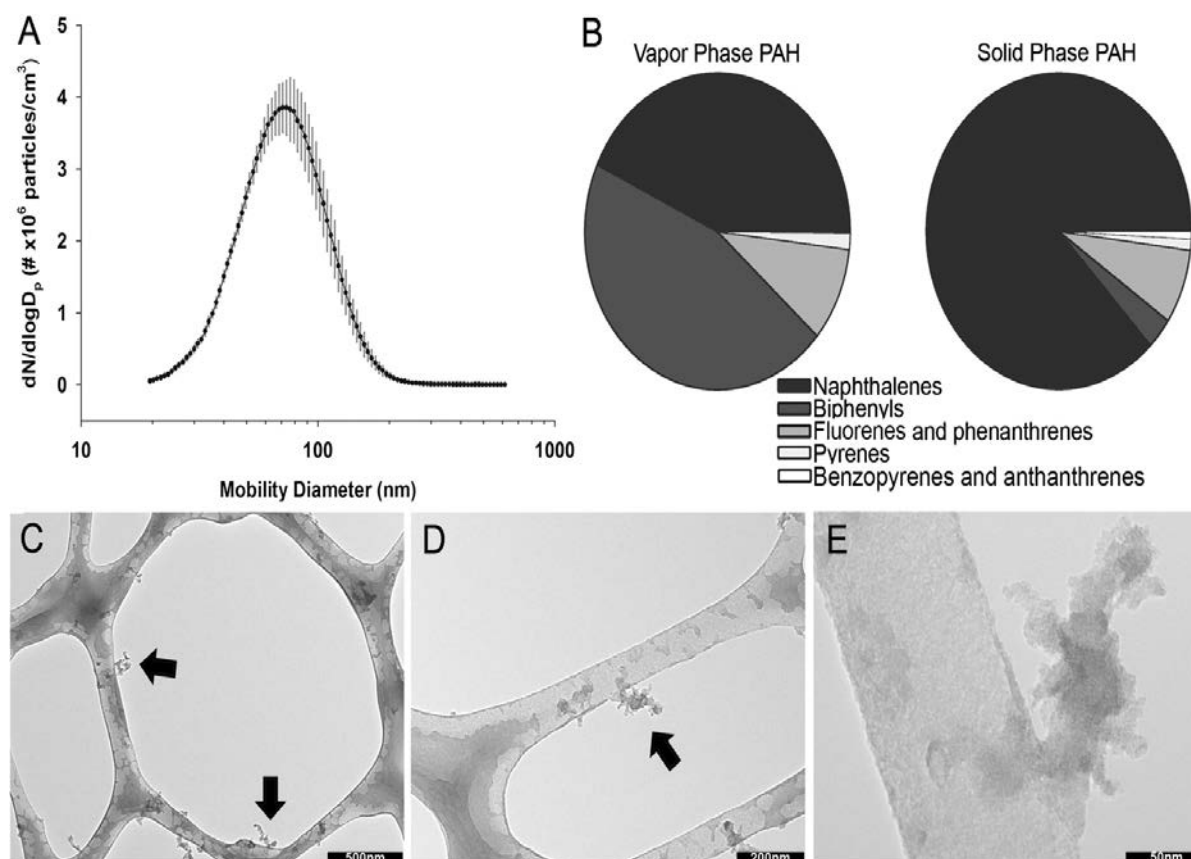 A
5
4
3
2
1
0
dN/dlogDp (# x10^6 particles/cm^3)
10
100
1000
Mobility Diameter (nm)
B
Vapor Phase PAH
Solid Phase PAH
Naphthalenes
Biphenyls
Fluorenes and phenanthrenes
Pyrenes
Benzopyrenes and anthanthrenes
C
500nm
D
200nm
E
50nm